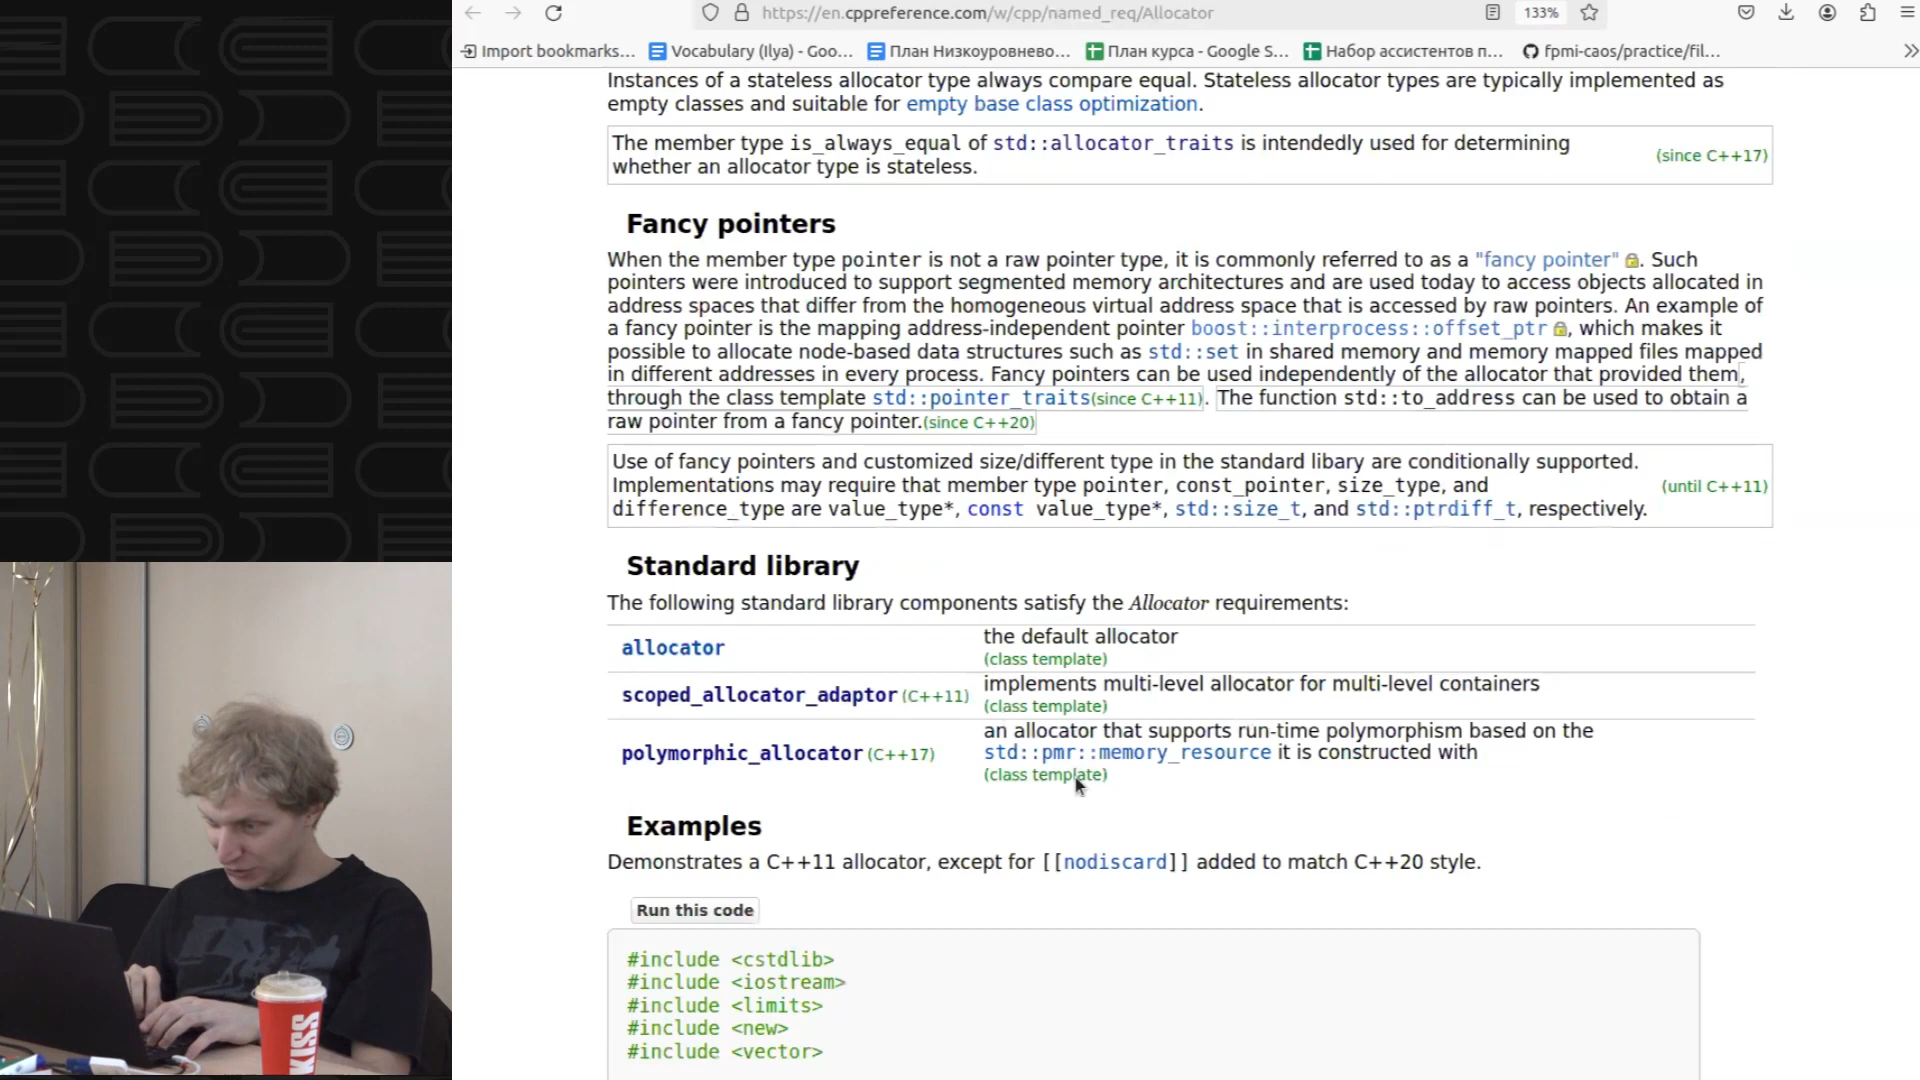 https://en.cppreference.com/w/cpp/named_req/Allocator
133%
Import bookmarks...
Vocabulary (Ilya) - Goo...
План Низкоуровнево...
План курса - Google S...
Набор ассистентов п...
fpmi-caos/practice/fil...
Instances of a stateless allocator type always compare equal. Stateless allocator types are typically implemented as
empty classes and suitable for empty base class optimization.
The member type is_always_equal of std::allocator_traits is intendedly used for determining
whether an allocator type is stateless.
(since C++17)
Fancy pointers
When the member type pointer is not a raw pointer type, it is commonly referred to as a "fancy pointer". Such
pointers were introduced to support segmented memory architectures and are used today to access objects allocated in
address spaces that differ from the homogeneous virtual address space that is accessed by raw pointers. An example of
a fancy pointer is the mapping address-independent pointer boost::interprocess::offset_ptr, which makes it
possible to allocate node-based data structures such as std::set in shared memory and memory mapped files mapped
in different addresses in every process. Fancy pointers can be used independently of the allocator that provided them,
through the class template std::pointer_traits(since C++11). The function std::to_address can be used to obtain a
raw pointer from a fancy pointer.(since C++20)
Use of fancy pointers and customized size/different type in the standard libary are conditionally supported.
Implementations may require that member type pointer, const_pointer, size_type, and
difference_type are value_type*, const value_type*, std::size_t, and std::ptrdiff_t, respectively.
(until C++11)
Standard library
The following standard library components satisfy the Allocator requirements:
allocator
the default allocator
(class template)
scoped_allocator_adaptor (C++11)
implements multi-level allocator for multi-level containers
(class template)
polymorphic_allocator (C++17)
an allocator that supports run-time polymorphism based on the
std::pmr::memory_resource it is constructed with
(class template)
Examples
Demonstrates a C++11 allocator, except for [[nodiscard]] added to match C++20 style.
Run this code
#include <cstdlib>
#include <iostream>
#include <limits>
#include <new>
#include <vector>
KISS